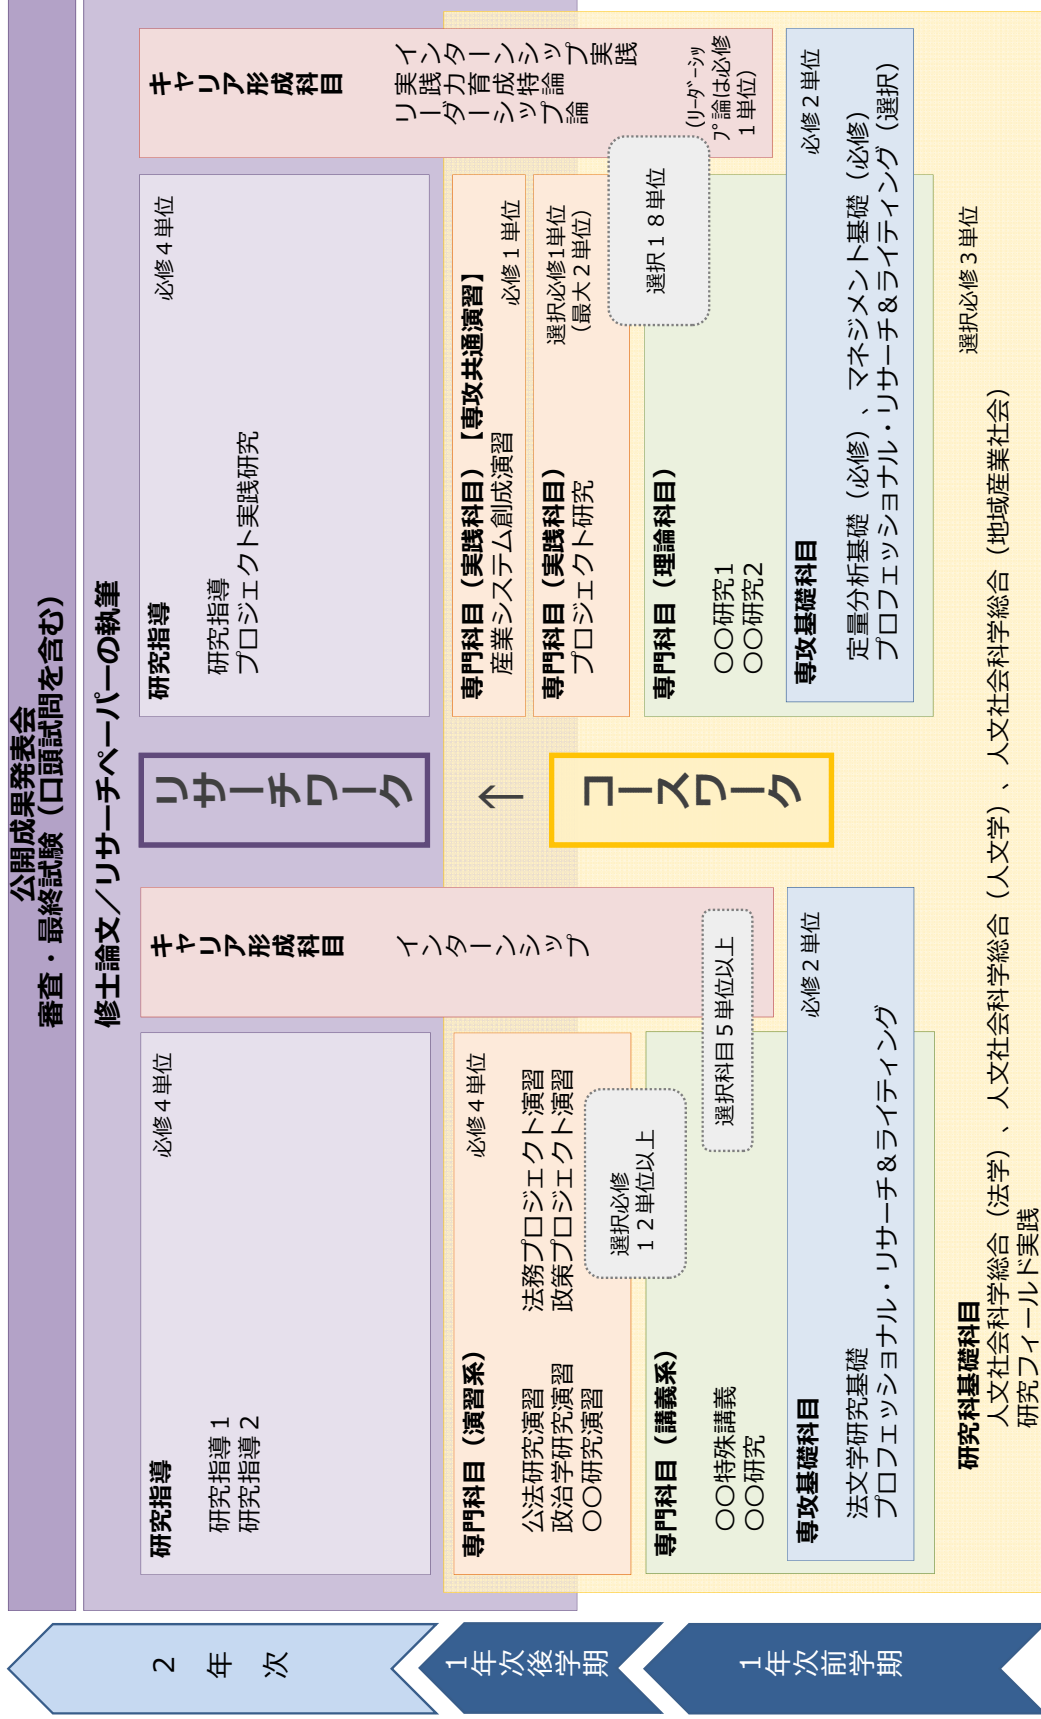 公開成果発表会
審査・最終試験（口頭試問を含む）
修士論文／リサーチペーパーの執筆
２年次
１年次後学期
１年次前学期
研究指導
必修４単位
研究指導１
研究指導２
キャリア形成科目
インターンシップ
専門科目（演習系）
必修４単位
公法研究演習
政治学研究演習
〇〇研究演習
法務プロジェクト演習
政策プロジェクト演習
選択必修
１２単位以上
選択科目５単位以上
専門科目（講義系）
〇〇特殊講義
〇〇研究
専攻基礎科目
必修２単位
法文学研究基礎
プロフェッショナル・リサーチ＆ライティング
リサーチワーク
↑
コースワーク
研究指導
必修４単位
研究指導
プロジェクト実践研究
キャリア形成科目
インターンシップ実践
実践力育成特論
リーダーシップ論
（リーダーシッ
プ論は必修
１単位）
専門科目（実践科目）【専攻共通演習】
産業システム創成演習
必修１単位
専門科目（実践科目）
プロジェクト研究
選択必修1単位
（最大２単位）
選択１８単位
専門科目（理論科目）
〇〇研究1
〇〇研究2
専攻基礎科目
必修２単位
定量分析基礎（必修）、マネジメント基礎（必修）
プロフェッショナル・リサーチ＆ライティング（選択）
研究科基礎科目
選択必修３単位
人文社会科学総合（法学）、人文社会科学総合（人文学）、人文社会科学総合（地域産業社会）
研究フィールド実践